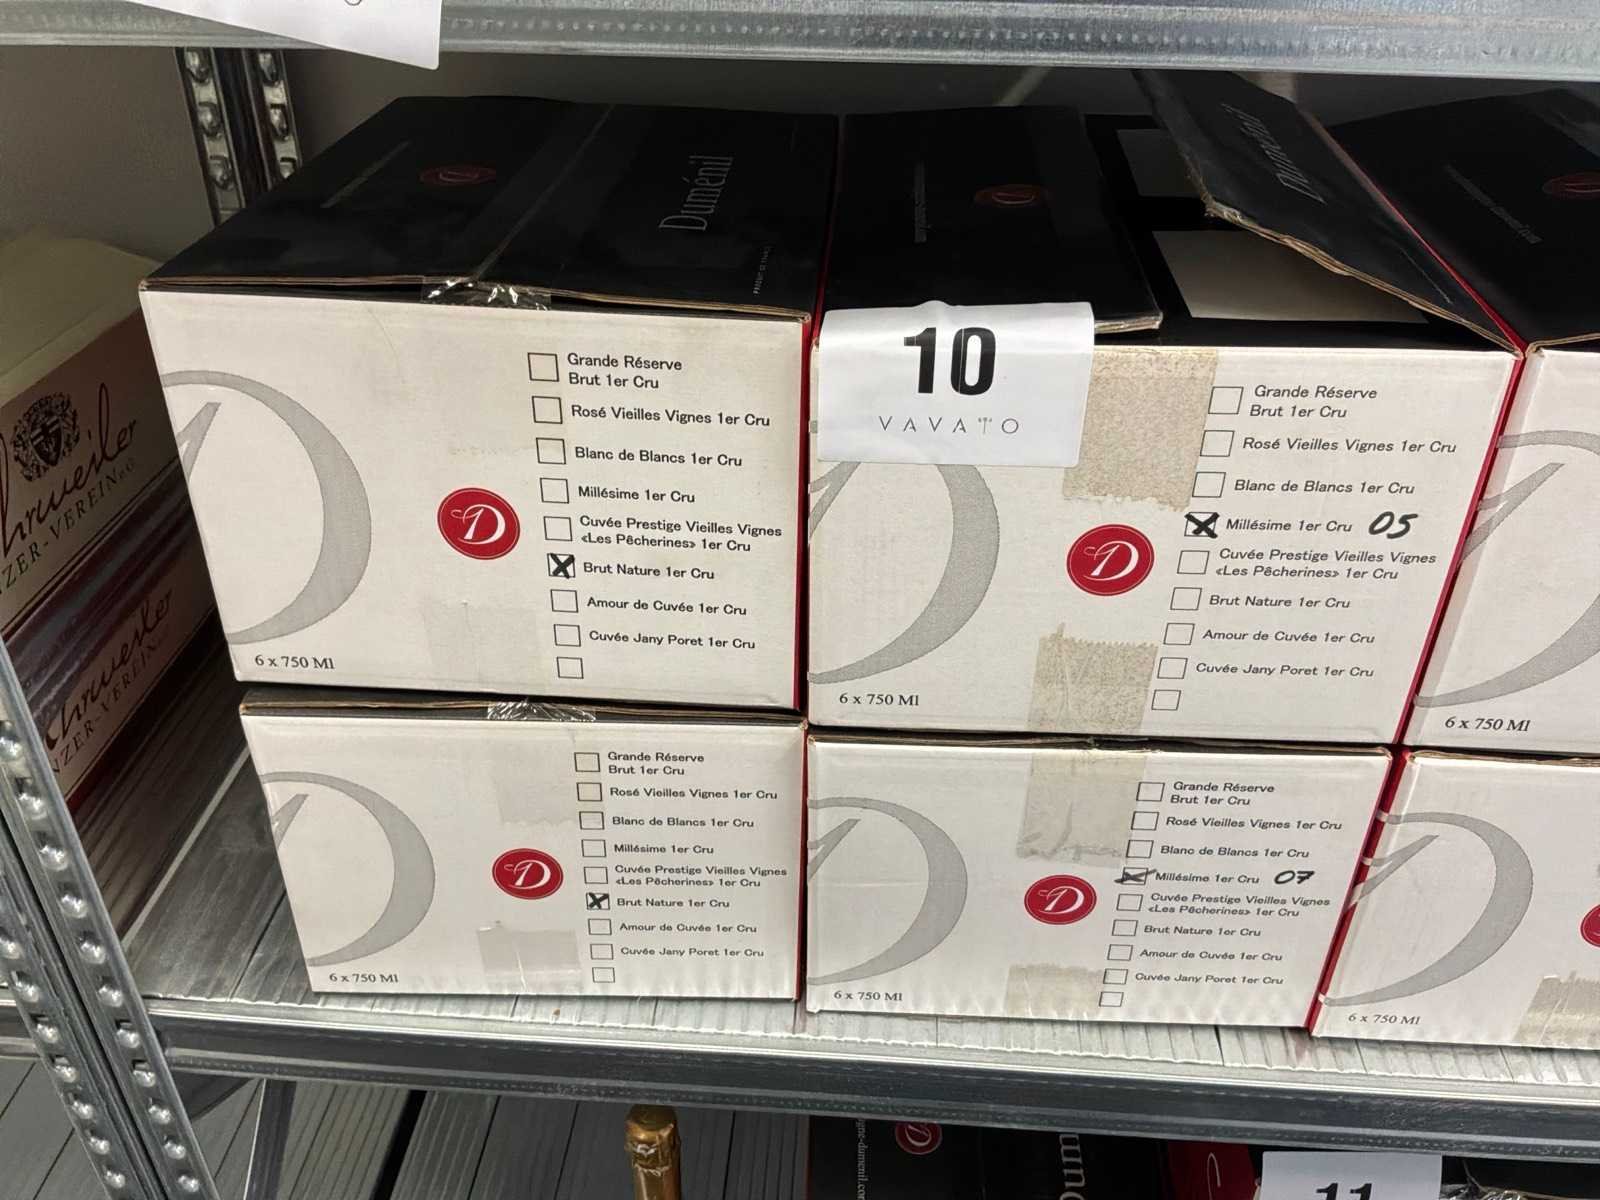 Duménil
Duménil
10
VAVATO
Grande Réserve
Brut 1er Cru
Rosé Vieilles Vignes 1er Cru
Blanc de Blancs 1er Cru
Millésime 1er Cru
Cuvée Prestige Vieilles Vignes
«Les Pêcherines» 1er Cru
Brut Nature 1er Cru
Amour de Cuvée 1er Cru
Cuvée Jany Poret 1er Cru
D
6 x 750 Ml
Grande Réserve
Brut 1er Cru
Rosé Vieilles Vignes 1er Cru
Blanc de Blancs 1er Cru
Millésime 1er Cru 05
Cuvée Prestige Vieilles Vignes
«Les Pêcherines» 1er Cru
Brut Nature 1er Cru
Amour de Cuvée 1er Cru
Cuvée Jany Poret 1er Cru
D
6 x 750 Ml
6 x 750 Ml
Grande Réserve
Brut 1er Cru
Rosé Vieilles Vignes 1er Cru
Blanc de Blancs 1er Cru
Millésime 1er Cru
Cuvée Prestige Vieilles Vignes
«Les Pêcherines» 1er Cru
Brut Nature 1er Cru
Amour de Cuvée 1er Cru
Cuvée Jany Poret 1er Cru
D
6 x 750 Ml
Grande Réserve
Brut 1er Cru
Rosé Vieilles Vignes 1er Cru
Blanc de Blancs 1er Cru
Millésime 1er Cru 07
Cuvée Prestige Vieilles Vignes
«Les Pêcherines» 1er Cru
Brut Nature 1er Cru
Amour de Cuvée 1er Cru
Cuvée Jany Poret 1er Cru
D
6 x 750 Ml
6 x 750 Ml
11